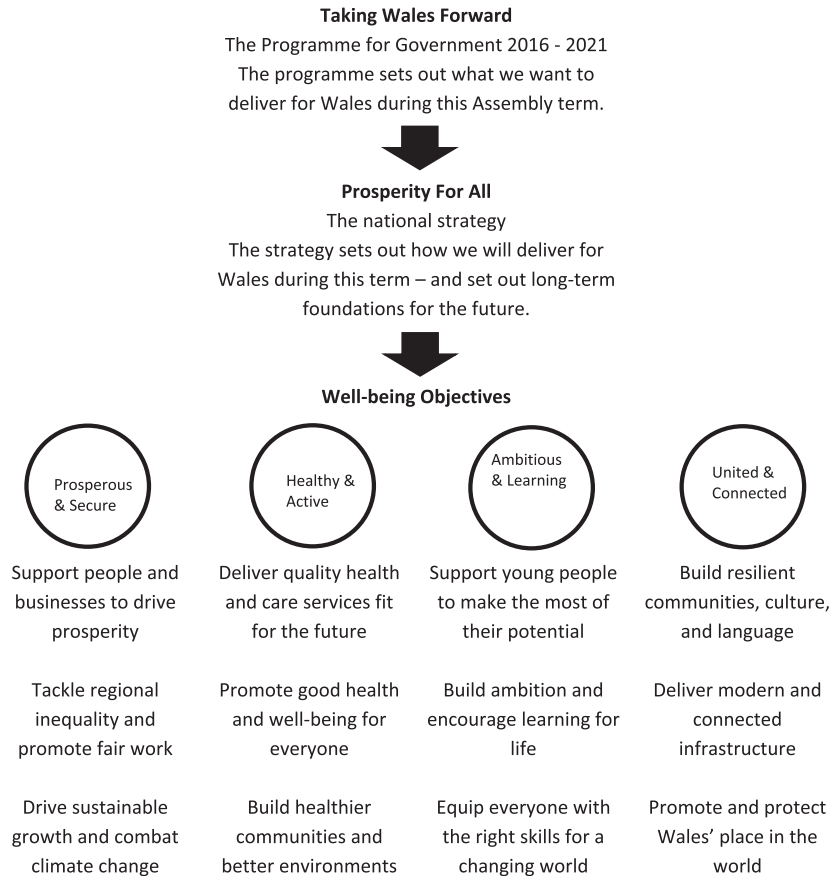 Taking Wales Forward
The Programme for Government 2016 - 2021
The programme sets out what we want to
deliver for Wales during this Assembly term.
Prosperity For All
The national strategy
The strategy sets out how we will deliver for
Wales during this term – and set out long-term
foundations for the future.
Well-being Objectives
Prosperous
& Secure
Healthy &
Active
Ambitious
& Learning
United &
Connected
Support people and
businesses to drive
prosperity
Tackle regional
inequality and
promote fair work
Drive sustainable
growth and combat
climate change
Deliver quality health
and care services fit
for the future
Promote good health
and well-being for
everyone
Build healthier
communities and
better environments
Support young people
to make the most of
their potential
Build ambition and
encourage learning for
life
Equip everyone with
the right skills for a
changing world
Build resilient
communities, culture,
and language
Deliver modern and
connected
infrastructure
Promote and protect
Wales’ place in the
world